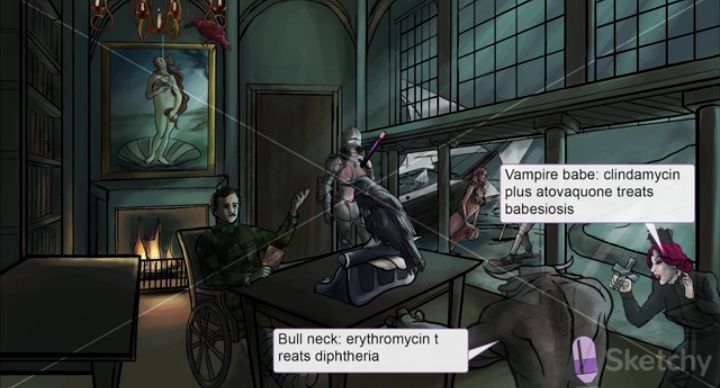 Vampire babe: clindamycin
plus atovaquone treats
babesiosis
Bull neck: erythromycin t
reats diphtheria
Sketchy